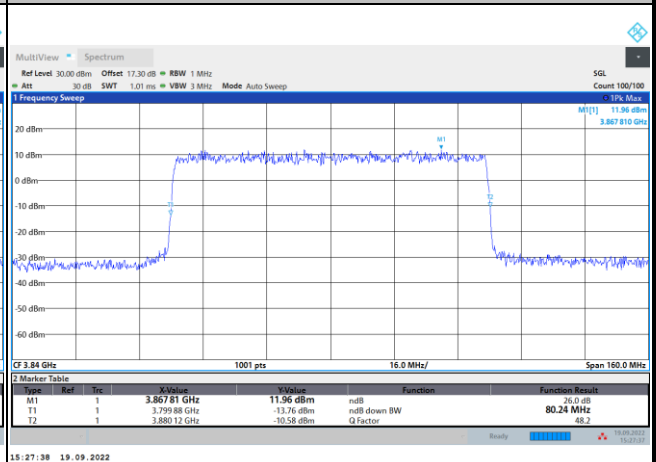 MultiView Spectrum
Ref Level 30.00 dBm Offset 17.30 dB RBW 1 MHz SGL
Att 30 dB SWT 1.01 ms VBW 3 MHz Mode Auto Sweep Count 100/100
1 Frequency Sweep 1Pk Max
M1[1] 11.96 dBm
3.867 810 GHz
20 dBm
M1
10 dBm
0 dBm
T1 T2
-10 dBm
-20 dBm
-30 dBm
-40 dBm
-50 dBm
-60 dBm
CF 3.84 GHz 1001 pts 16.0 MHz/ Span 160.0 MHz
2 Marker Table
Type Ref Trc X-Value Y-Value Function Function Result
M1 1 3.867 81 GHz 11.96 dBm ndB 26.0 dB
T1 1 3.799 88 GHz -13.76 dBm ndB down BW 80.24 MHz
T2 1 3.880 12 GHz -10.58 dBm Q Factor 48.2
Ready 19.09.2022
15:27:37
15:27:38 19.09.2022